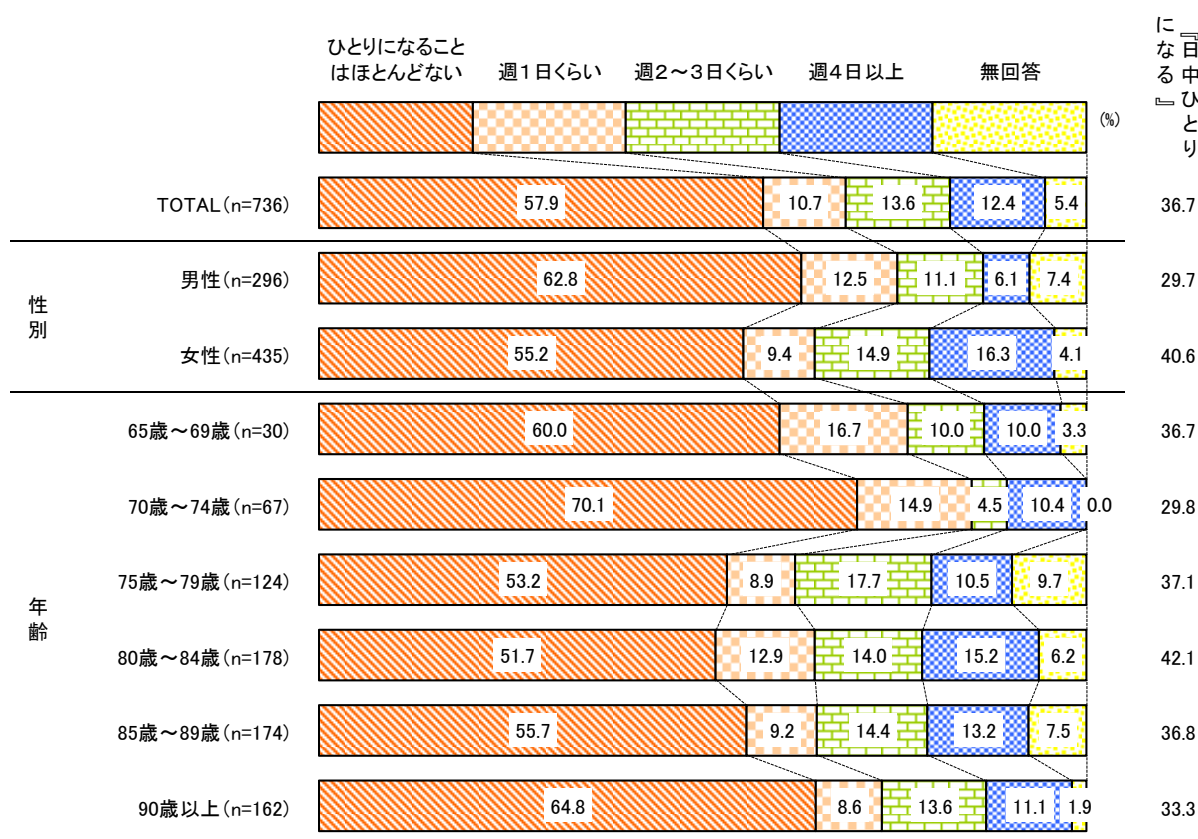 ひとりになること
はほとんどない
週1日くらい
週2～3日くらい
週4日以上
無回答
『日中ひとり
になる』
(%)
TOTAL(n=736) 57.9 10.7 13.6 12.4 5.4 36.7
性別
男性(n=296) 62.8 12.5 11.1 6.1 7.4 29.7
女性(n=435) 55.2 9.4 14.9 16.3 4.1 40.6
年齢
65歳～69歳(n=30) 60.0 16.7 10.0 10.0 3.3 36.7
70歳～74歳(n=67) 70.1 14.9 4.5 10.4 0.0 29.8
75歳～79歳(n=124) 53.2 8.9 17.7 10.5 9.7 37.1
80歳～84歳(n=178) 51.7 12.9 14.0 15.2 6.2 42.1
85歳～89歳(n=174) 55.7 9.2 14.4 13.2 7.5 36.8
90歳以上(n=162) 64.8 8.6 13.6 11.1 1.9 33.3